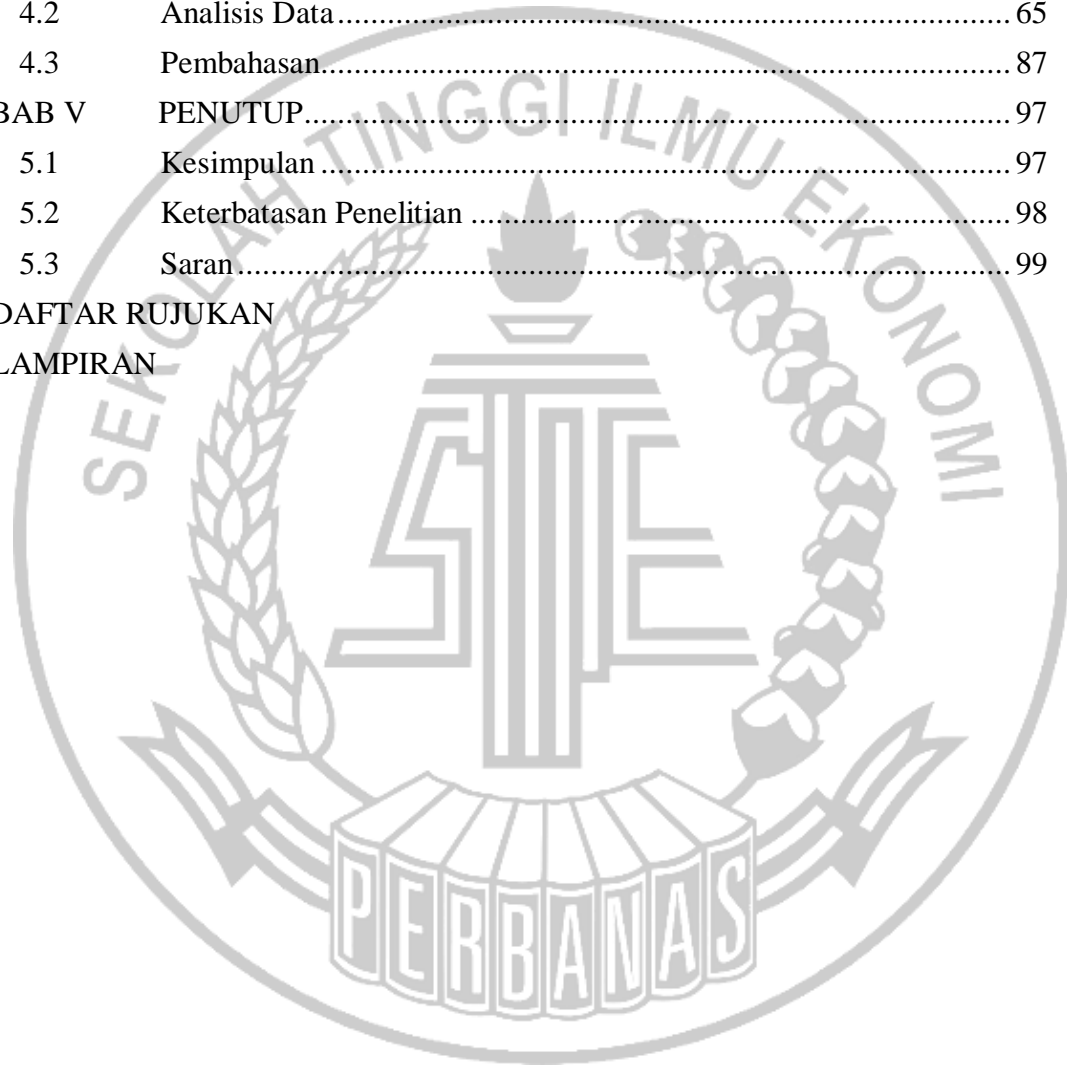 4.2 Analisis Data.......................................................................... 65
4.3 Pembahasan............................................................................ 87
BAB V PENUTUP.............................................................................. 97
5.1 Kesimpulan ........................................................................... 97
5.2 Keterbatasan Penelitian ........................................................... 98
5.3 Saran.................................................................................... 99
DAFTAR RUJUKAN
LAMPIRAN
SEKOLAH TINGGI ILMU EKONOMI
STIE
PERBANAS